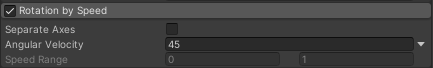 Rotation by Speed
Separate Axes
Angular Velocity 45
Speed Range 0 1